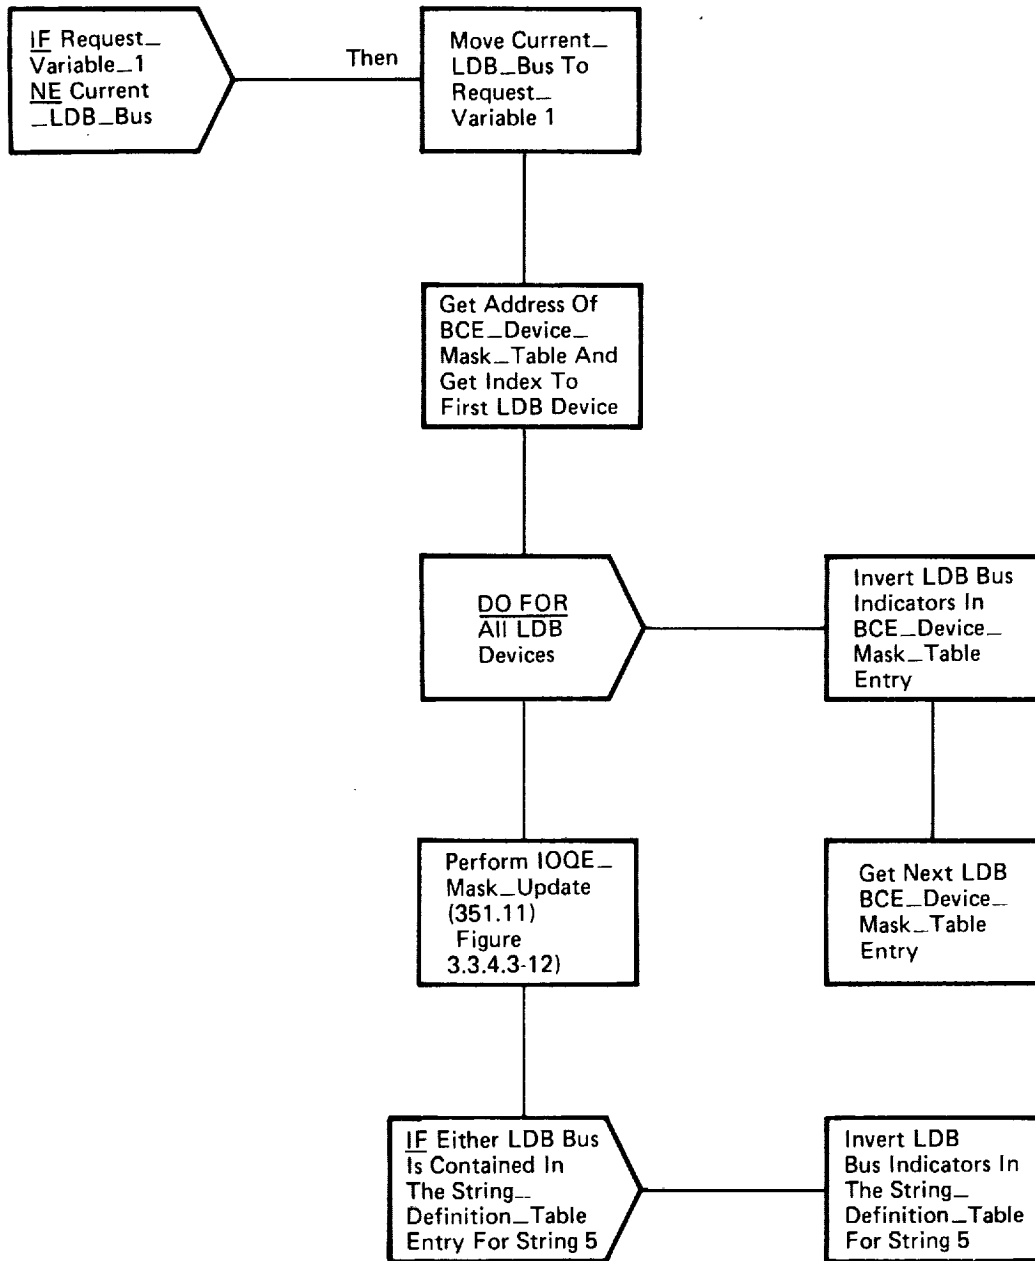 IF Request_
Variable_1
NE Current
_LDB_Bus
Then
Move Current_
LDB_Bus To
Request_
Variable 1
Get Address Of
BCE_Device_
Mask_Table And
Get Index To
First LDB Device
DO FOR
All LDB
Devices
Invert LDB Bus
Indicators In
BCE_Device_
Mask_Table
Entry
Perform IOQE_
Mask_Update
(351.11)
Figure
3.3.4.3-12)
Get Next LDB
BCE_Device_
Mask_Table
Entry
IF Either LDB Bus
Is Contained In
The String_
Definition_Table
Entry For String 5
Invert LDB
Bus Indicators In
The String_
Definition_Table
For String 5